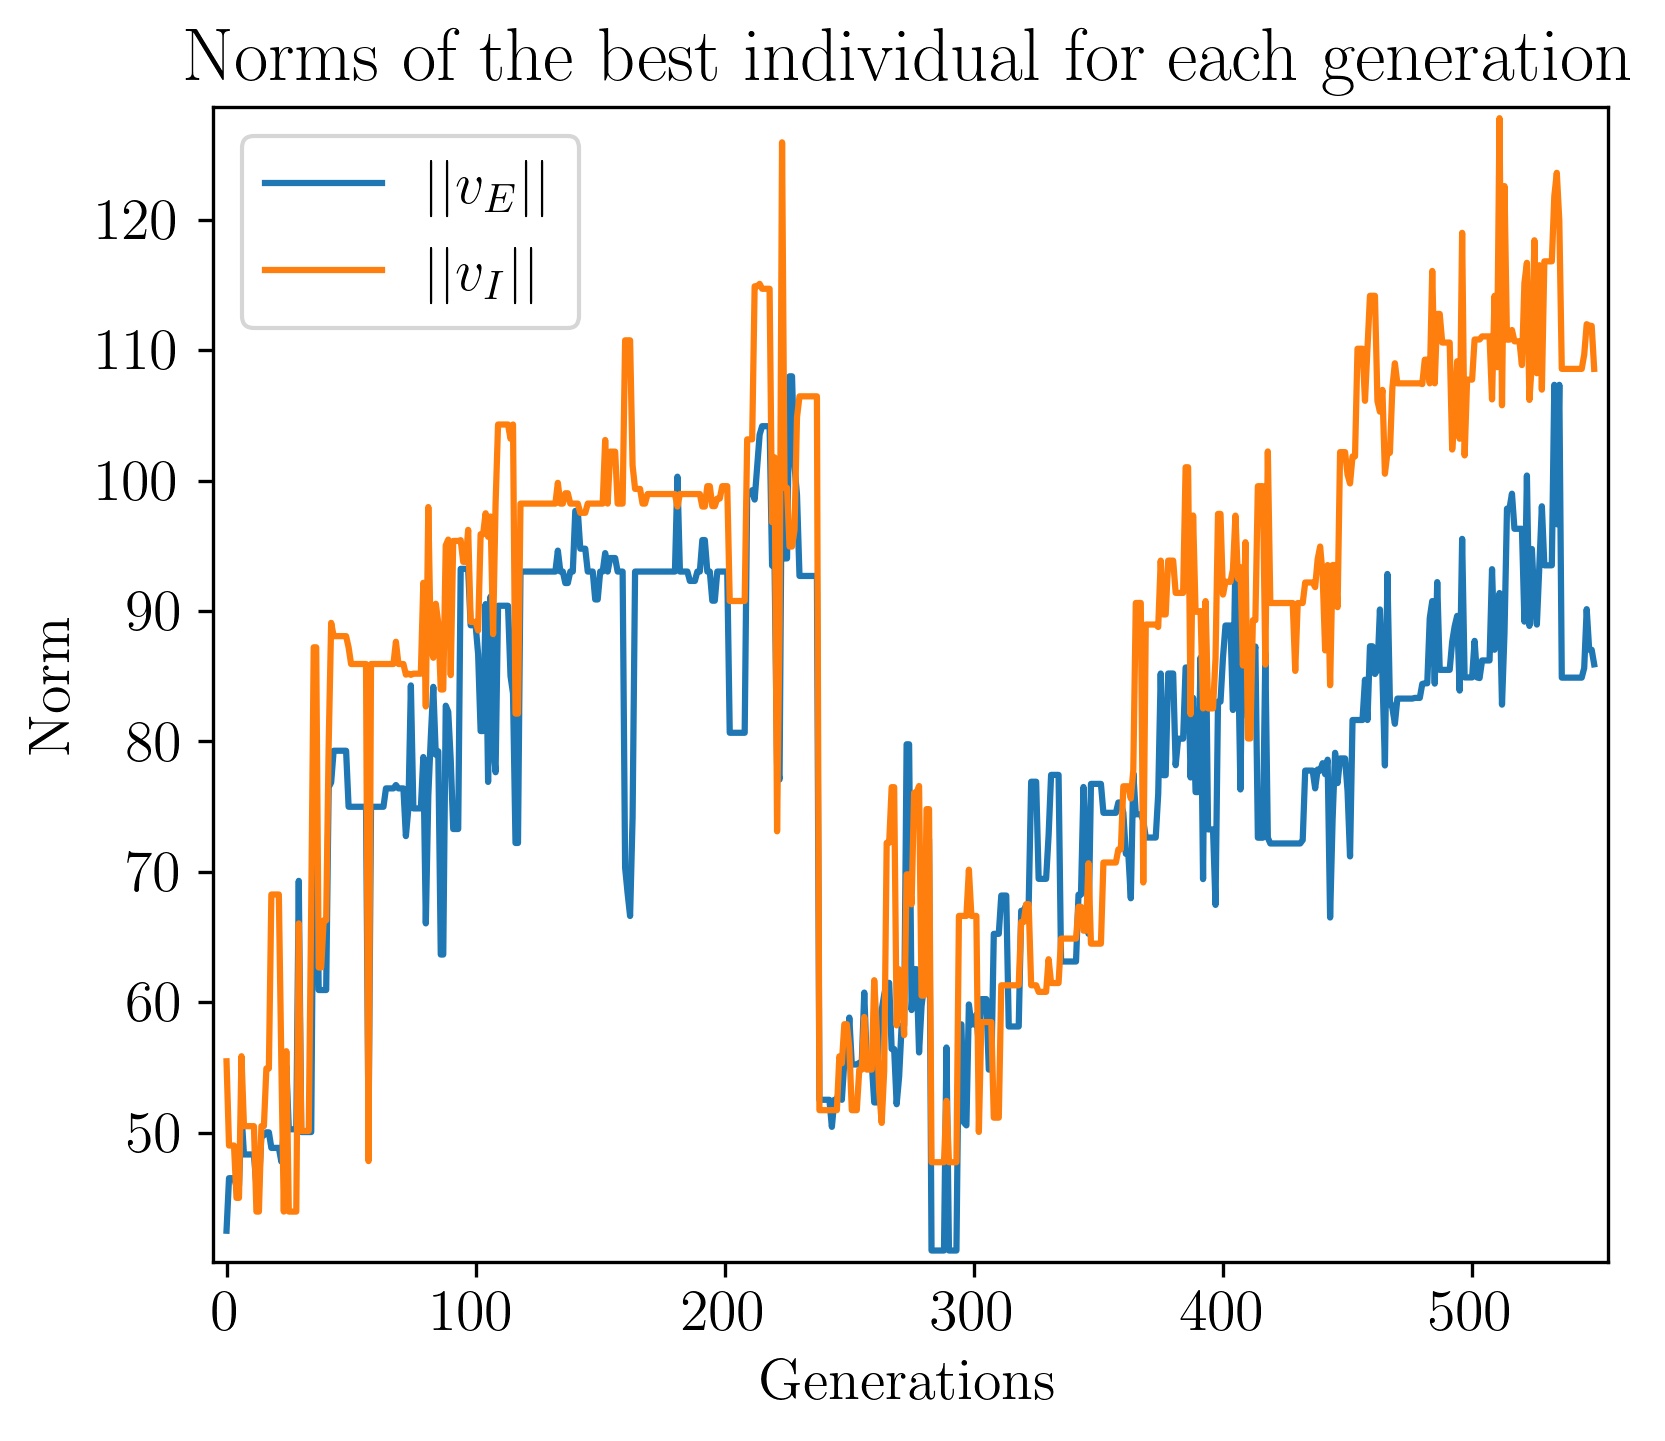 Norms of the best individual for each generation
||v_E||
||v_I||
120
110
100
90
80
70
60
50
Norm
0 100 200 300 400 500
Generations